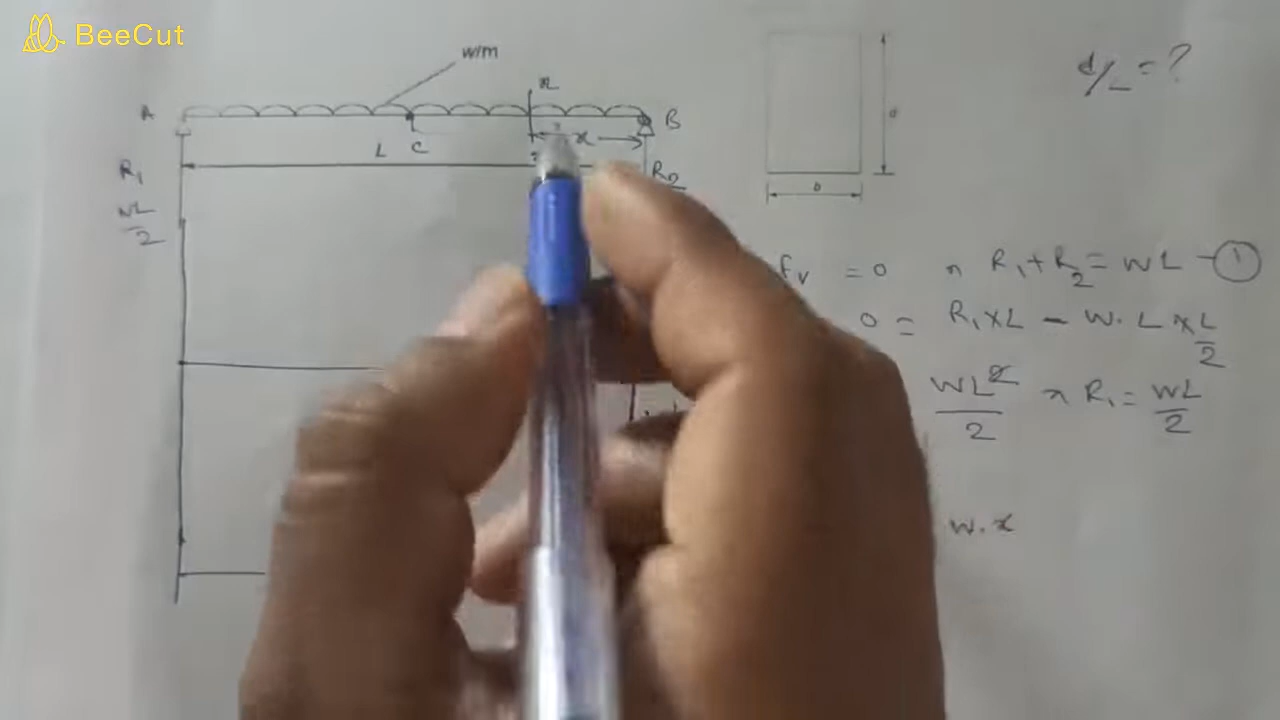 BeeCut
w/m
d/L = ?
x
A
B
x
L C
R1
R2
d
b
WL/2
Fv = 0 ⇒ R1 + R2 = WL - ①
0 = R1 x L - W. L x L/2
WL²/2 ⇒ R1 = WL/2
W. x